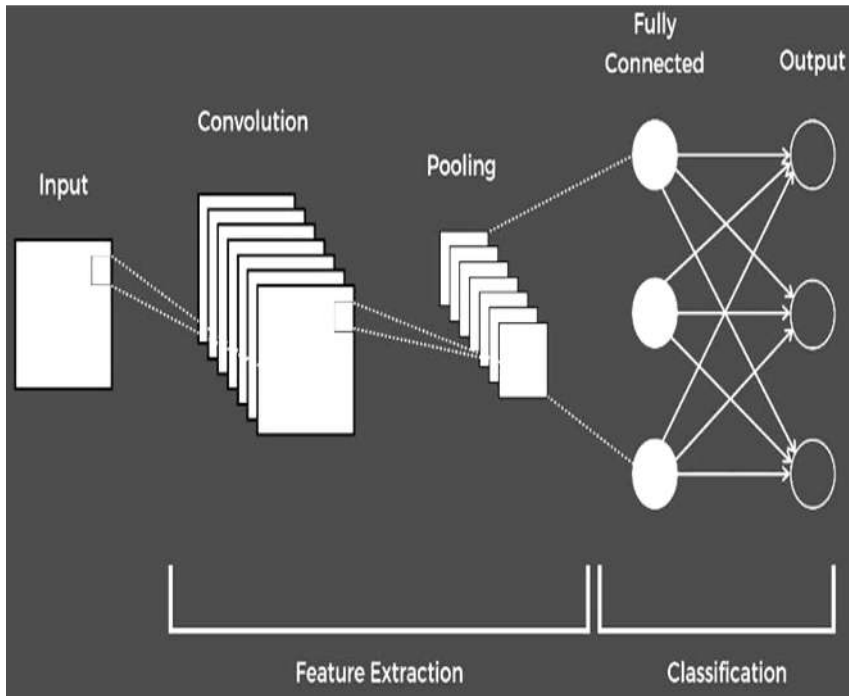 Fully
Connected
Output
Convolution
Pooling
Input
Feature Extraction
Classification